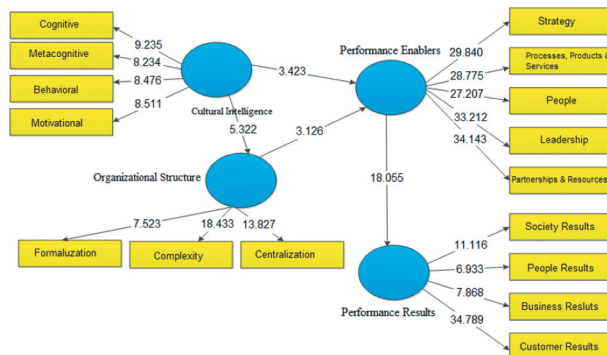 Cognitive
9.235
Metacognitive
8.234
Behavioral
8.476
Motivational
8.511
Cultural Intelligence
3.423
5.322
Performance Enablers
3.126
Organizational Structure
7.523
18.433
13.827
Formaluzation
Complexity
Centralization
18.055
Strategy
29.840
Processes, Products &
Services
28.775
People
27.207
Leadership
33.212
Partnerships & Resources
34.143
Performance Results
Society Results
11.116
People Results
6.933
Business Resluts
7.868
Customer Results
34.789